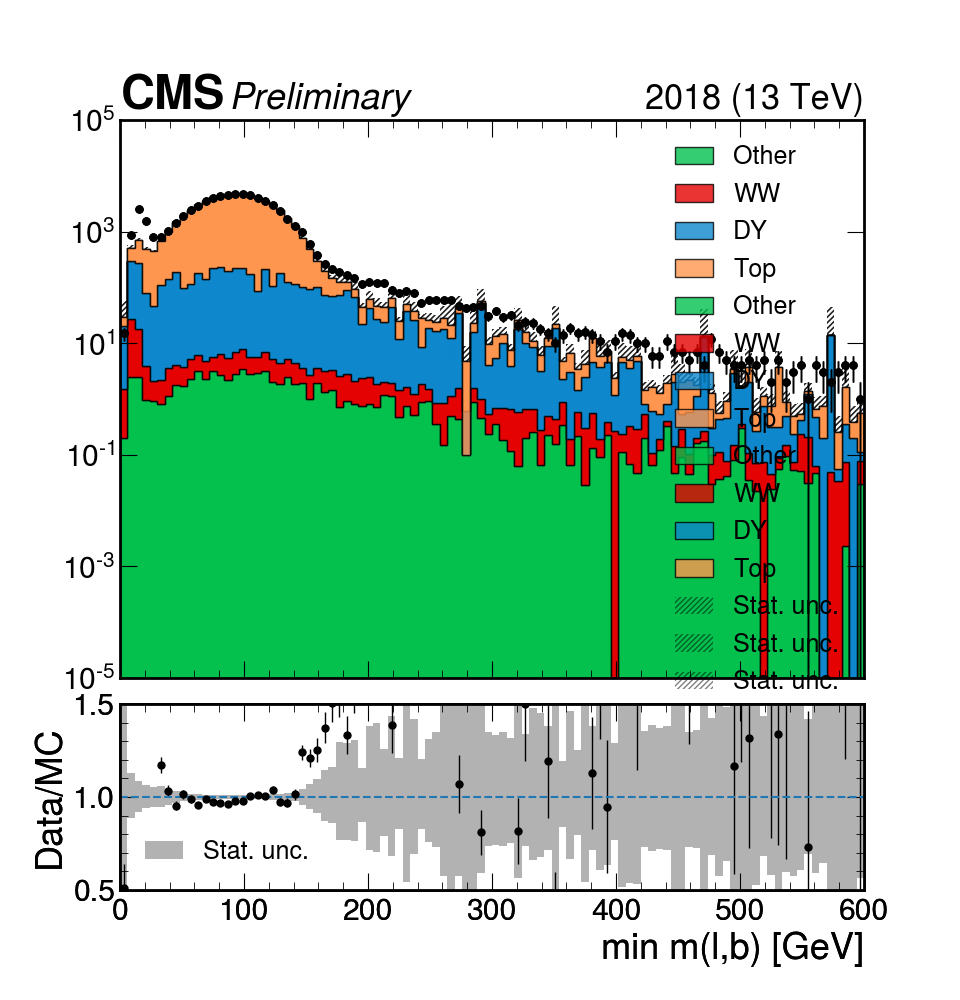 CMS Preliminary 2018 (13 TeV)
10^5
10^3
10^1
10^-1
10^-3
10^-5
Other
WW
DY
Top
Other
WW
DY
Top
Other
WW
DY
Top
Stat. unc.
Stat. unc.
Stat. unc.
1.5
1.0
0.5
Data/MC
Stat. unc.
0 100 200 300 400 500 600
min m(l,b) [GeV]